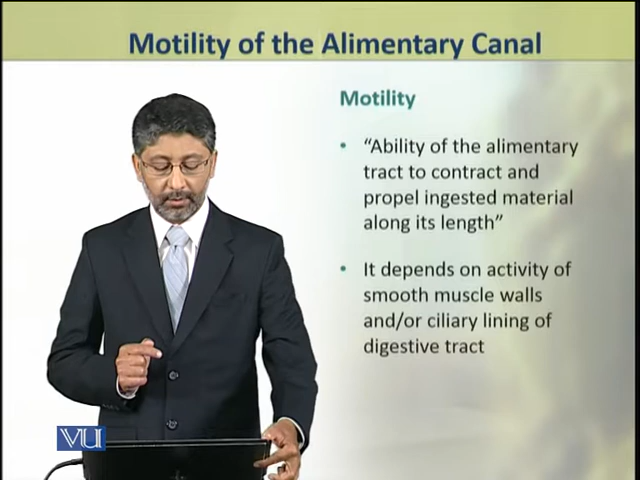 Motility of the Alimentary Canal
Motility
• “Ability of the alimentary
tract to contract and
propel ingested material
along its length”
• It depends on activity of
smooth muscle walls
and/or ciliary lining of
digestive tract
VU